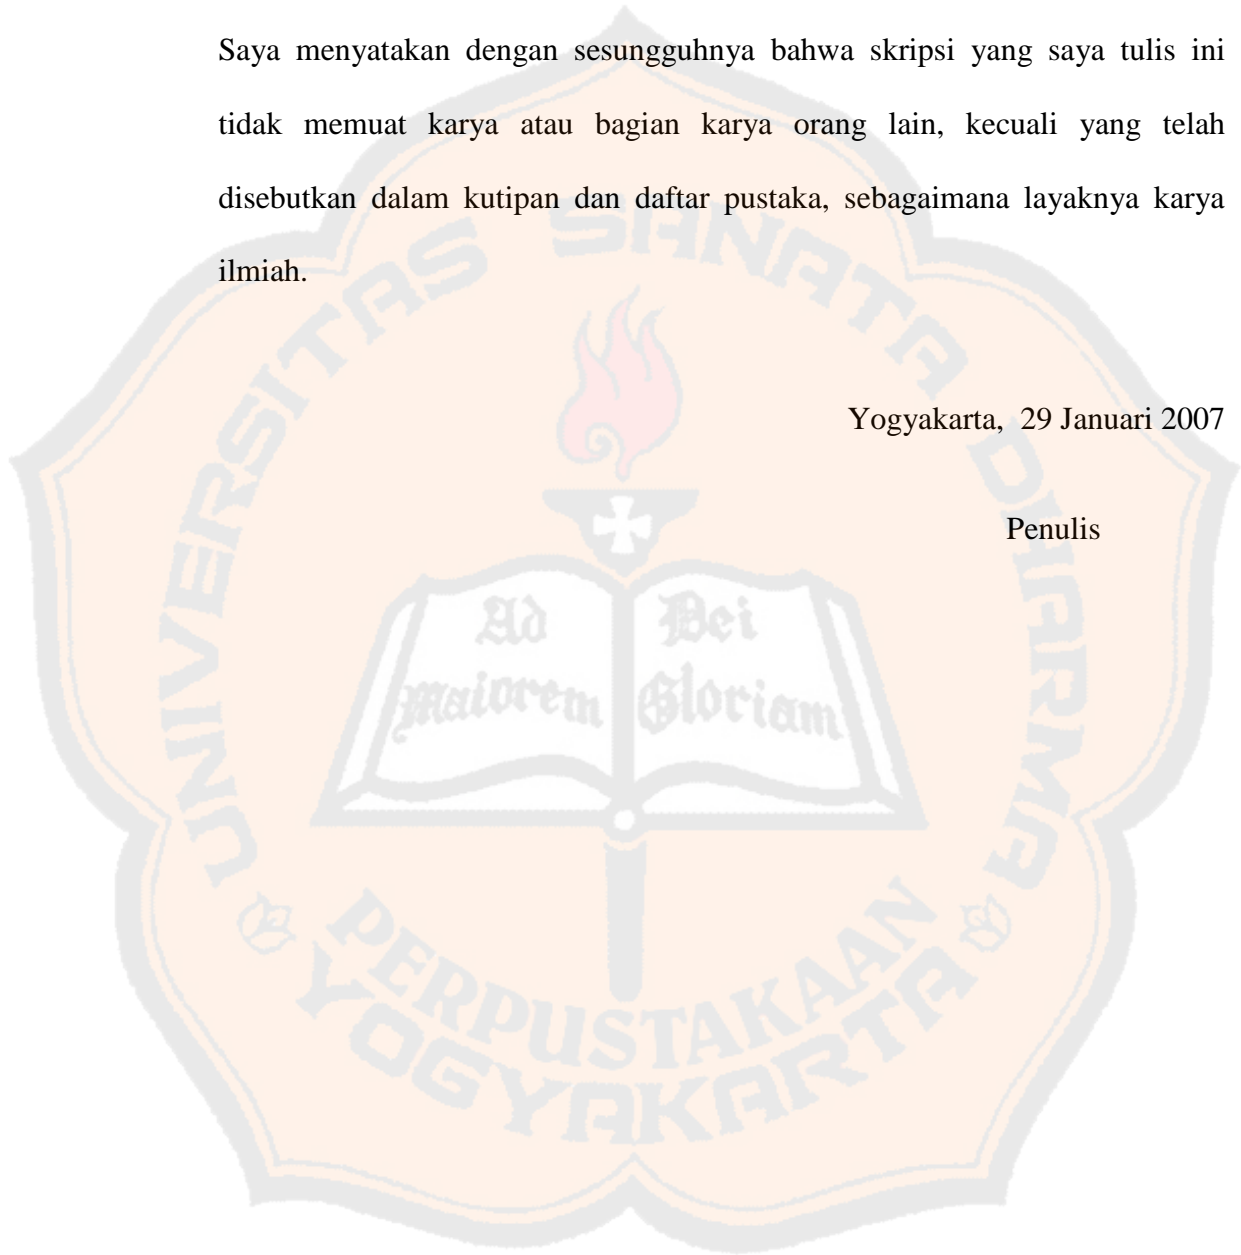 Saya menyatakan dengan sesungguhnya bahwa skripsi yang saya tulis ini
tidak memuat karya atau bagian karya orang lain, kecuali yang telah
disebutkan dalam kutipan dan daftar pustaka, sebagaimana layaknya karya
ilmiah.
Yogyakarta, 29 Januari 2007
Penulis
UNIVERSITAS SANATA DHARMA
Ad
maiorem
Dei
Gloriam
PERPUSTAKAAN
YOGYAKARTA